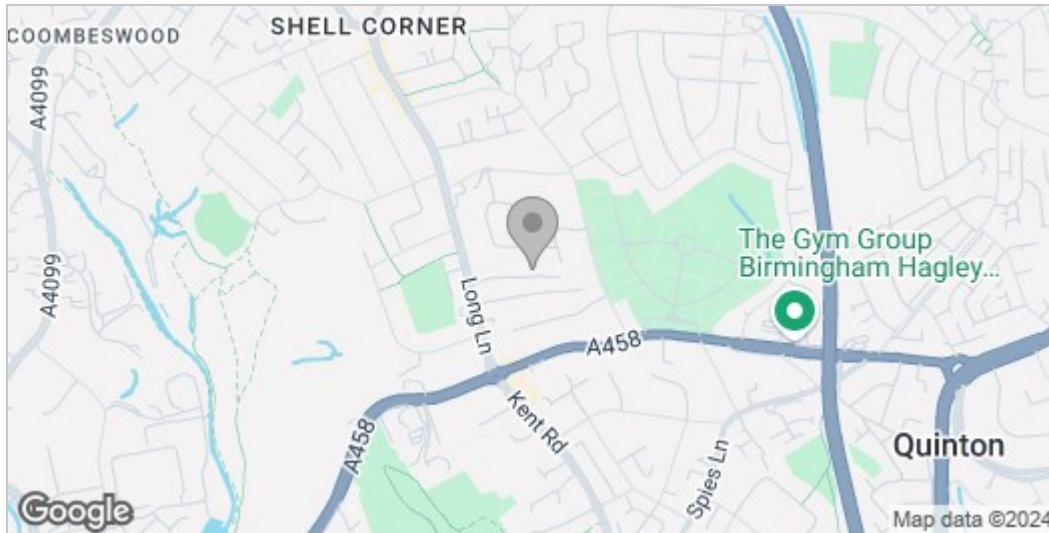 COOMBESWOOD
SHELL CORNER
A4099
A4099
Long Ln
The Gym Group
Birmingham Hagley...
A458
Kent Rd
A458
Spies Ln
Quinton
Google
Map data ©2024